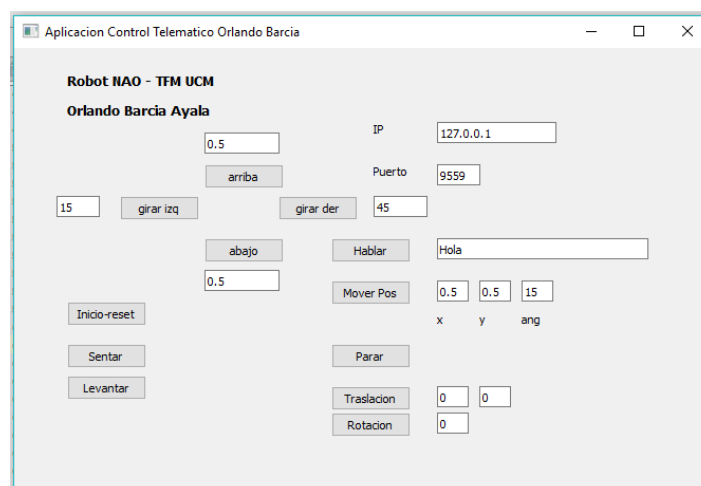 Aplicacion Control Telematico Orlando Barcia
Robot NAO - TFM UCM
Orlando Barcia Ayala
IP
127.0.0.1
0.5
arriba
Puerto
9559
15
girar izq
girar der
45
abajo
Hablar
Hola
0.5
Mover Pos
0.5
0.5
15
x
y
ang
Inicio-reset
Sentar
Parar
Levantar
Traslacion
0
0
Rotacion
0